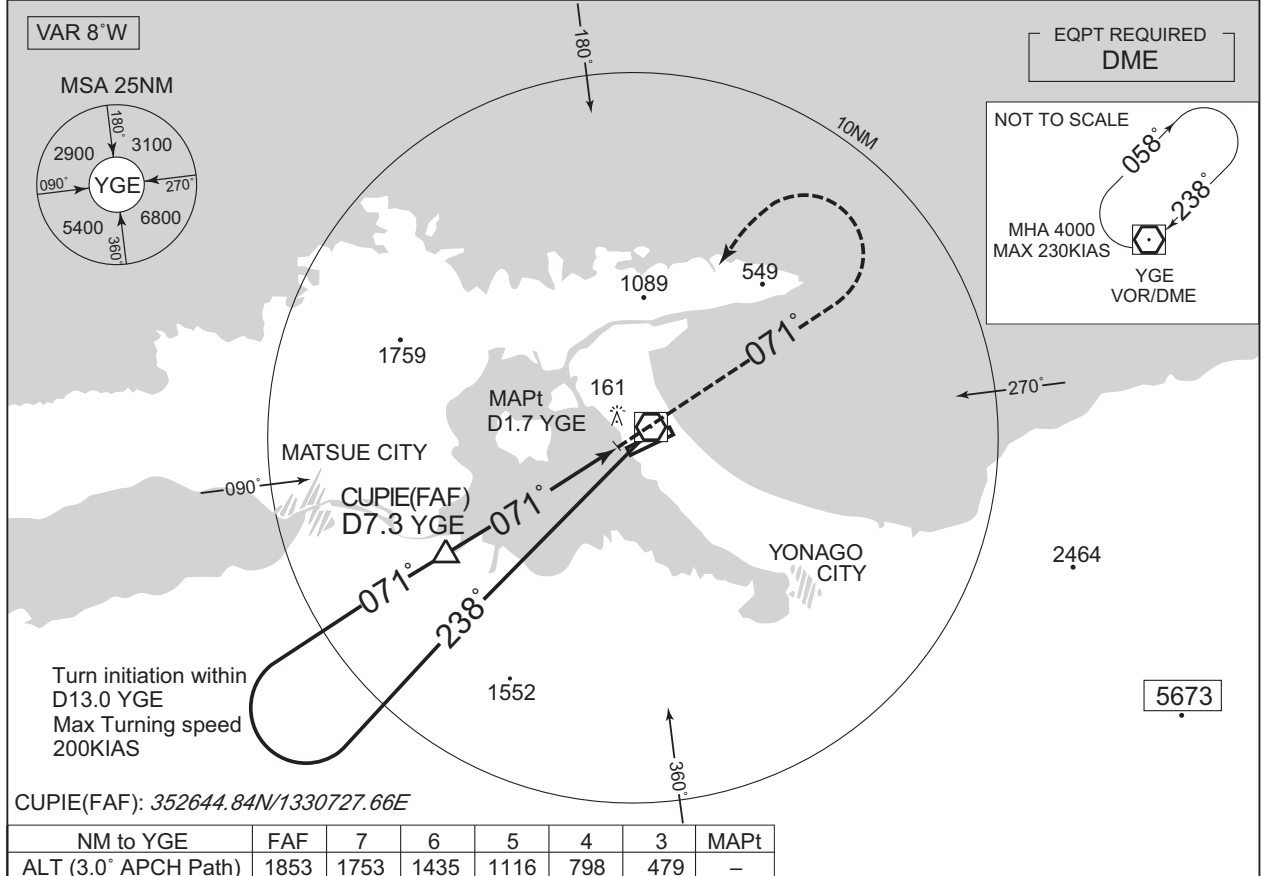 VAR 8˚W
MSA 25NM
180˚
2900
3100
090˚
YGE
270˚
5400
6800
360˚
EQPT REQUIRED
DME
NOT TO SCALE
058˚
238˚
MHA 4000
MAX 230KIAS
YGE
VOR/DME
180˚
10NM
1089
549
071˚
1759
161
MAPt
D1.7 YGE
270˚
MATSUE CITY
090˚
CUPIE(FAF)
D7.3 YGE
071˚
071˚
238˚
YONAGO
CITY
2464
Turn initiation within
D13.0 YGE
Max Turning speed
200KIAS
1552
5673
360˚
CUPIE(FAF): 352644.84N/1330727.66E
NM to YGE FAF 7 6 5 4 3 MAPt
ALT (3.0˚ APCH Path) 1853 1753 1435 1116 798 479 –